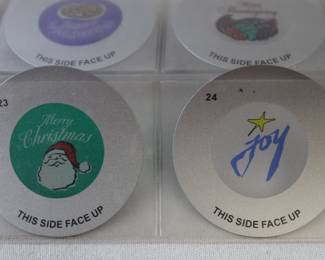 THIS SIDE FACE UP
Thanksgiving
THIS SIDE FACE UP
23
Merry
Christmas
THIS SIDE FACE UP
24
joy
THIS SIDE FACE UP